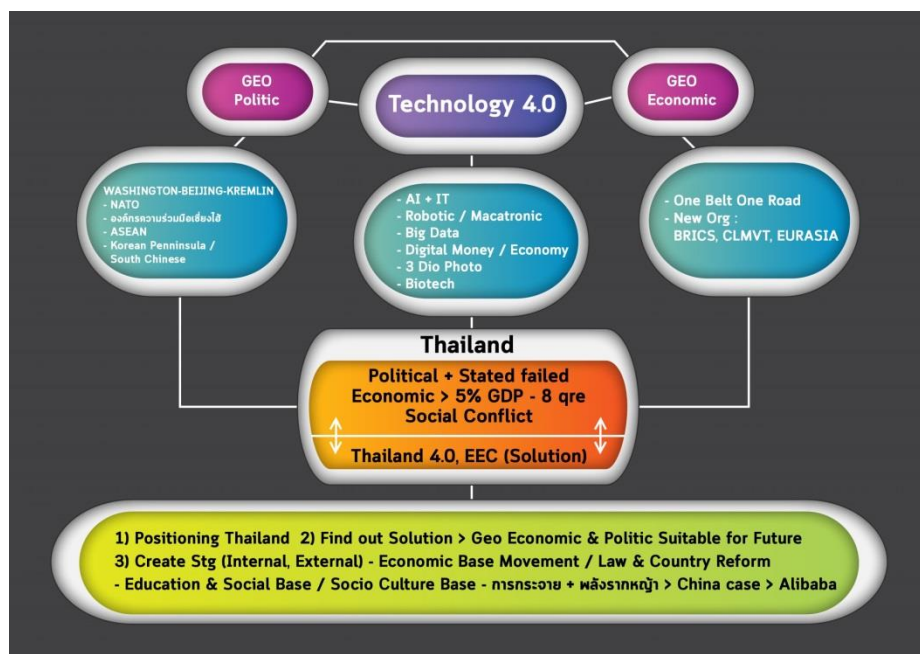 GEO
Politic
Technology 4.0
GEO
Economic
WASHINGTON-BEIJING-KREMLIN
- NATO
- องค์กรความร่วมมือเซี่ยงไฮ้
- ASEAN
- Korean Penninsula /
South Chinese
- AI + IT
- Robotic / Macatronic
- Big Data
- Digital Money / Economy
- 3 Dio Photo
- Biotech
- One Belt One Road
- New Org :
BRICS, CLMVT, EURASIA
Thailand
Political + Stated failed
Economic > 5% GDP - 8 qre
Social Conflict
Thailand 4.0, EEC (Solution)
1) Positioning Thailand 2) Find out Solution > Geo Economic & Politic Suitable for Future
3) Create Stg (Internal, External) - Economic Base Movement / Law & Country Reform
- Education & Social Base / Socio Culture Base - การกระจาย + พลังรากหญ้า > China case > Alibaba